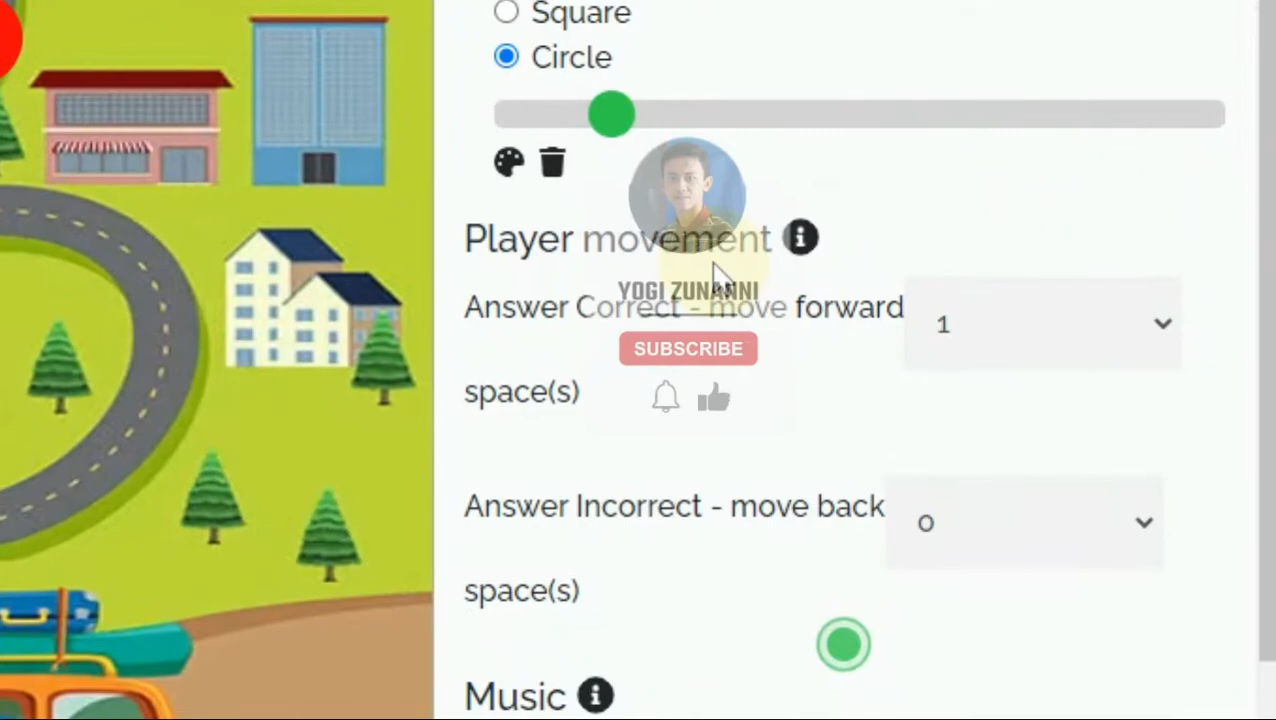 Square
Circle
Player movement
YOGI ZUNANNI
Answer Correct - move forward 1
SUBSCRIBE
space(s)
Answer Incorrect - move back 0
space(s)
Music